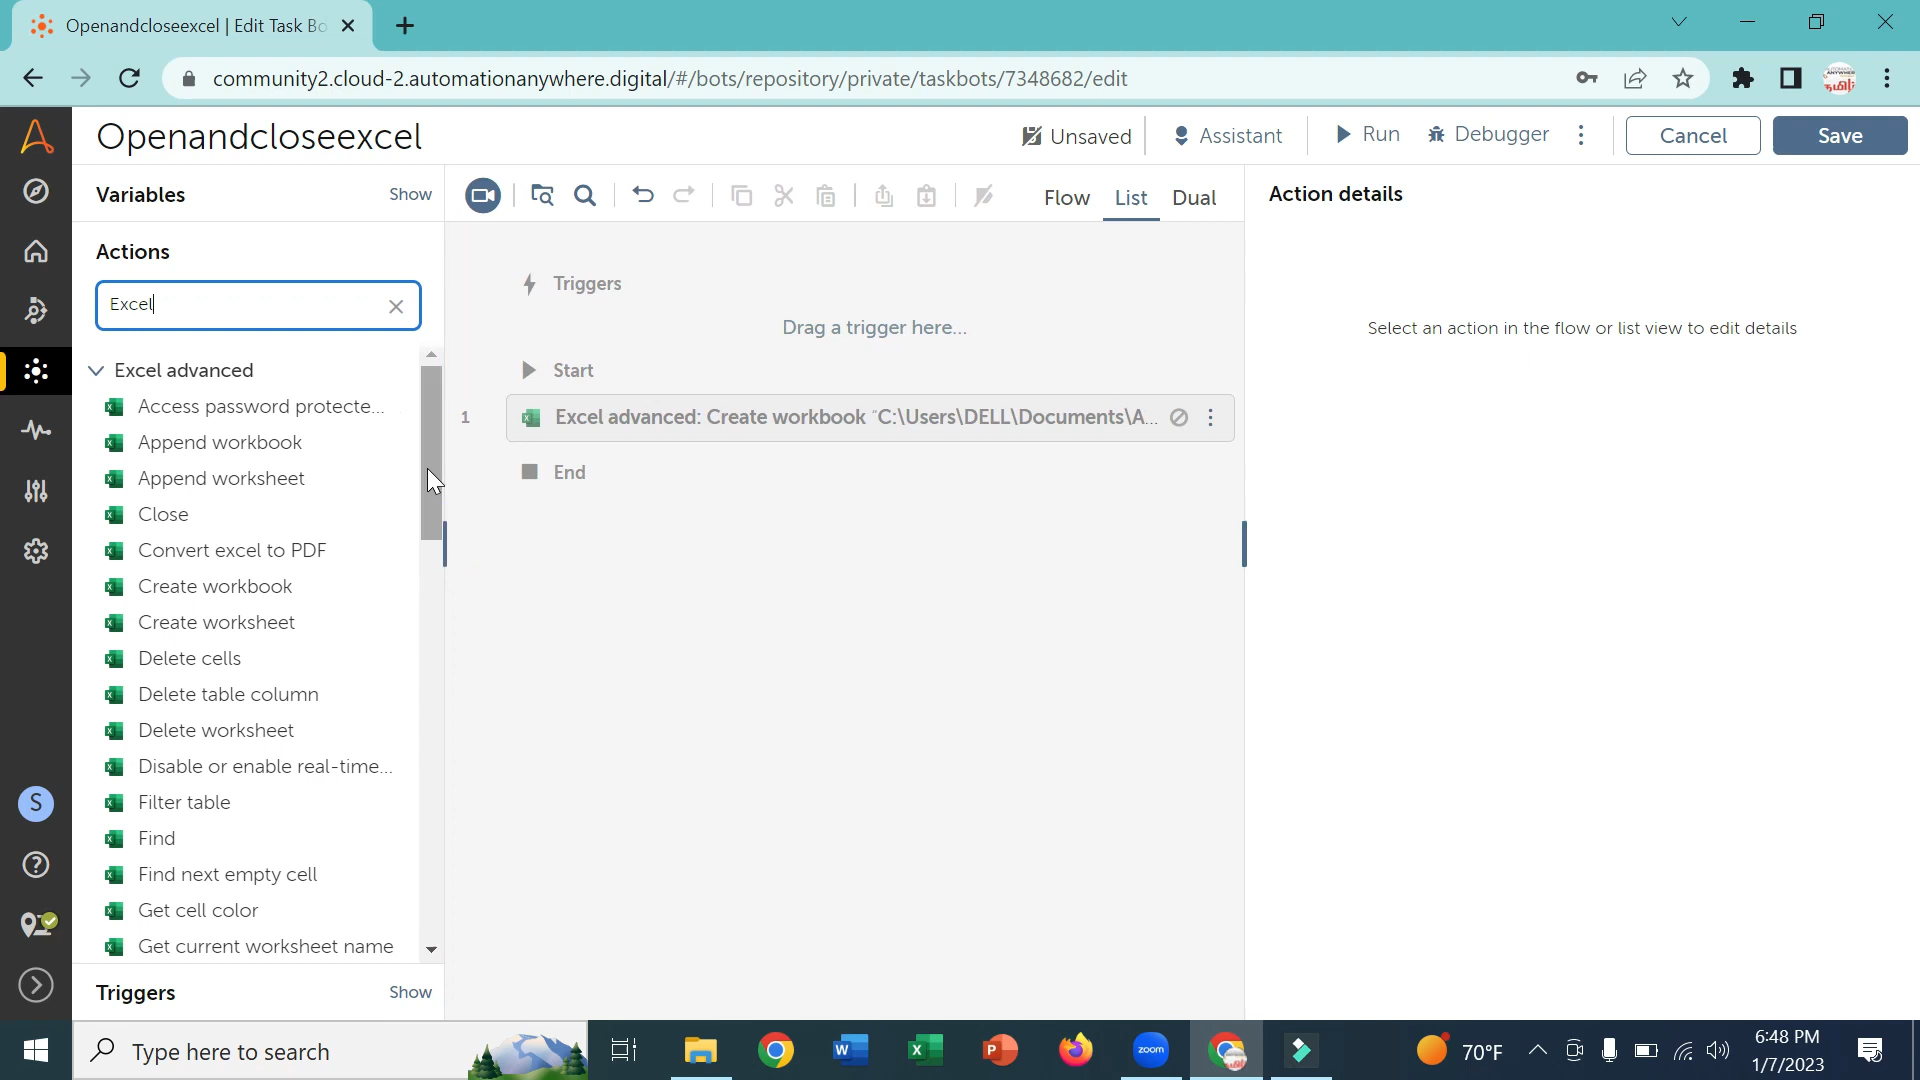 Openandcloseexcel | Edit Task Bo
community2.cloud-2.automationanywhere.digital/#/bots/repository/private/taskbots/7348682/edit
Openandcloseexcel
Unsaved
Assistant
Run
Debugger
Cancel
Save
Variables
Show
Flow
List
Dual
Action details
Actions
Excel
Triggers
Drag a trigger here...
Select an action in the flow or list view to edit details
Start
1
Excel advanced: Create workbook "C:\Users\DELL\Documents\A...
End
Excel advanced
Access password protecte...
Append workbook
Append worksheet
Close
Convert excel to PDF
Create workbook
Create worksheet
Delete cells
Delete table column
Delete worksheet
Disable or enable real-time...
Filter table
Find
Find next empty cell
Get cell color
Get current worksheet name
S
Triggers
Show
Type here to search
zoom
70°F
6:48 PM
1/7/2023